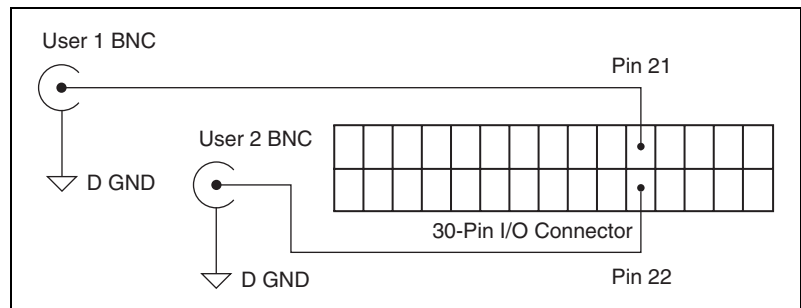 User 1 BNC
Pin 21
User 2 BNC
D GND
30-Pin I/O Connector
D GND
Pin 22